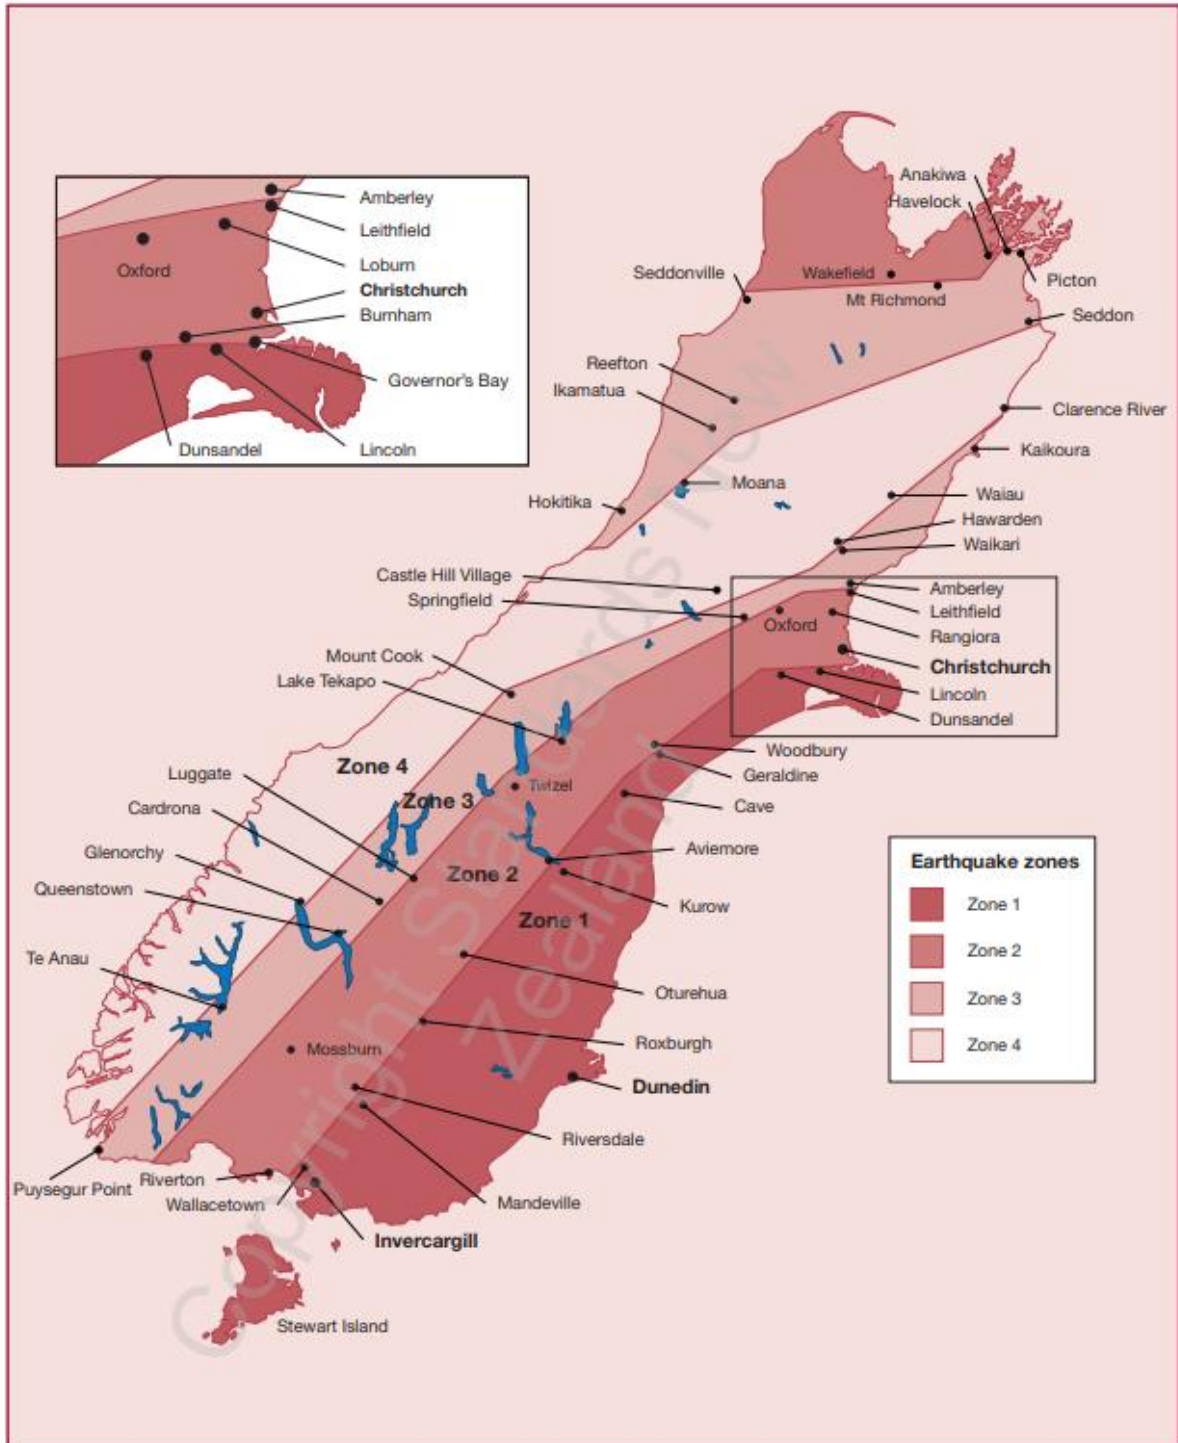 Amberley
Leithfield
Loburn
Oxford
Christchurch
Burnham
Governor's Bay
Dunsandel
Lincoln
Anakiwa
Havelock
Wakefield
Picton
Seddonville
Mt Richmond
Seddon
Reefton
Ikamatua
Clarence River
Kaikoura
Moana
Waiau
Hokitika
Hawarden
Waikari
Castle Hill Village
Springfield
Amberley
Leithfield
Oxford
Rangiora
Christchurch
Mount Cook
Lake Tekapo
Lincoln
Dunsandel
Woodbury
Zone 4
Luggate
Geraldine
Twizel
Zone 3
Cardrona
Cave
Aviemore
Glenorchy
Zone 2
Queenstown
Kurow
Zone 1
Te Anau
Oturehua
Roxburgh
Mossburn
Dunedin
Riversdale
Riverton
Puysegur Point
Wallacetown
Mandeville
Invercargill
Stewart Island
Earthquake zones
Zone 1
Zone 2
Zone 3
Zone 4
Copyright Standards New
Zealand